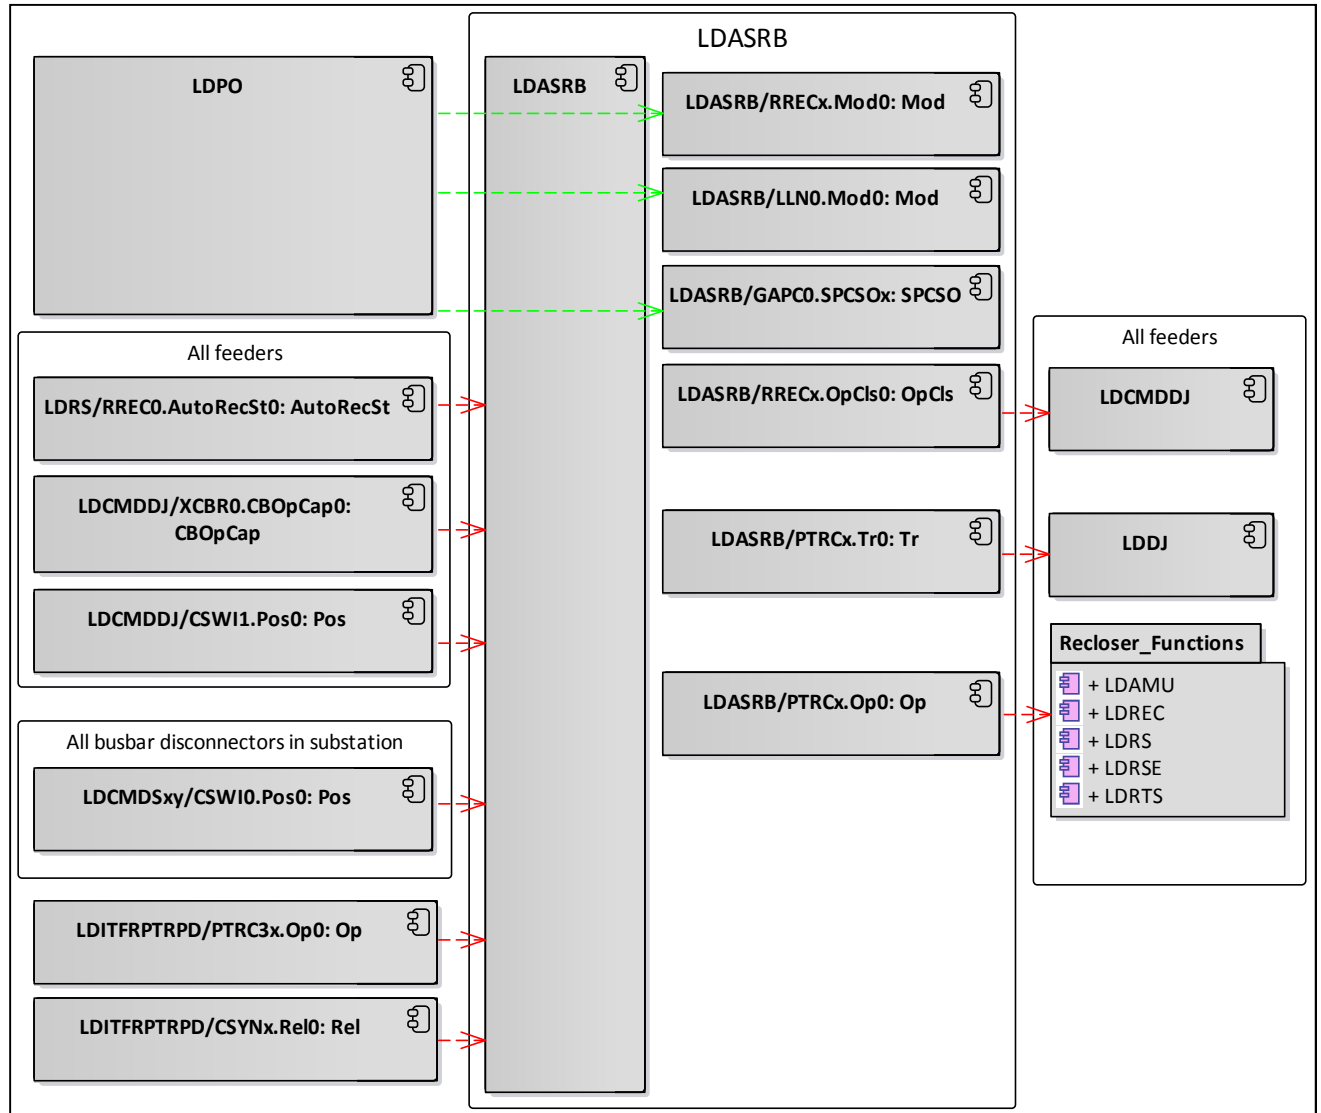 LDASRB
LDPO
LDASRB
LDASRB/RRECx.Mod0: Mod
LDASRB/LLN0.Mod0: Mod
LDASRB/GAPC0.SPCSOx: SPCSO
All feeders
LDRS/RREC0.AutoRecSt0: AutoRecSt
LDCMDDJ/XCBR0.CBOpCap0:
CBOpCap
LDCMDDJ/CSWI1.Pos0: Pos
All busbar disconnectors in substation
LDCMDSxy/CSWI0.Pos0: Pos
LDITFRPTRPD/PTRC3x.Op0: Op
LDITFRPTRPD/CSYNx.Rel0: Rel
LDASRB/RRECx.OpCls0: OpCls
LDASRB/PTRCx.Tr0: Tr
LDASRB/PTRCx.Op0: Op
All feeders
LDCMDDJ
LDDJ
Recloser_Functions
+ LDAMU
+ LDREC
+ LDRS
+ LDRSE
+ LDRTS